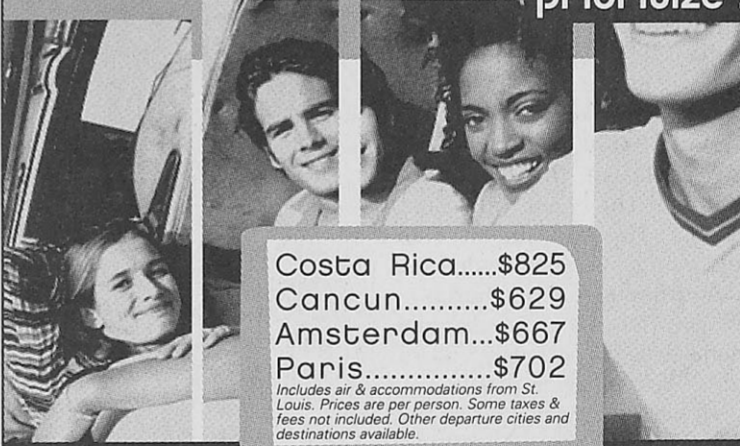 prioritize
Costa Rica......$825
Cancun..........$629
Amsterdam...$667
Paris...............$702
Includes air & accommodations from St.
Louis. Prices are per person. Some taxes &
fees not included. Other departure cities and
destinations available.